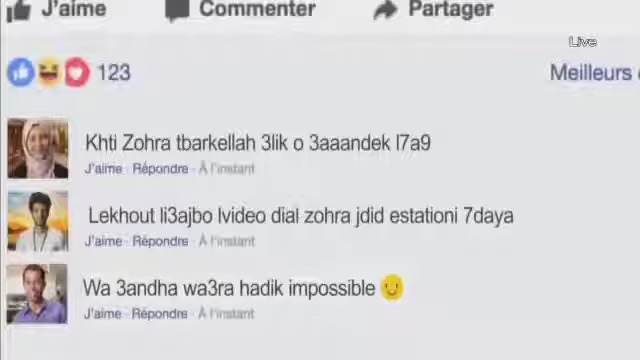 J'aime Commenter Partager
Live
123 Meilleurs
Khti Zohra tbarkellah 3lik o 3aaandek l7a9
J'aime · Répondre · À l'instant
Lekhout li3ajbo lvideo dial zohra jdid estationi 7daya
J'aime · Répondre · À l'instant
Wa 3andha wa3ra hadik impossible 🙂
J'aime · Répondre · À l'instant